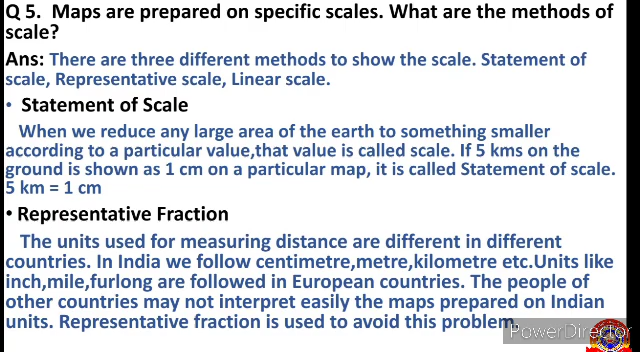 Q 5.  Maps are prepared on specific scales. What are the methods of
scale?
Ans: There are three different methods to show the scale. Statement of
scale, Representative scale, Linear scale.
• Statement of Scale
When we reduce any large area of the earth to something smaller
according to a particular value,that value is called scale. If 5 kms on the
ground is shown as 1 cm on a particular map, it is called Statement of scale.
5 km = 1 cm
• Representative Fraction
The units used for measuring distance are different in different
countries. In India we follow centimetre,metre,kilometre etc.Units like
inch,mile,furlong are followed in European countries. The people of
other countries may not interpret easily the maps prepared on Indian
units. Representative fraction is used to avoid this problem.
PowerDirector